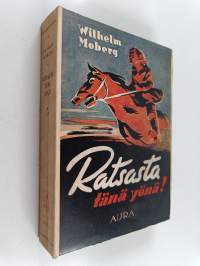 Wilhelm
Moberg
Ratsasta
tänä yönä!
AURA